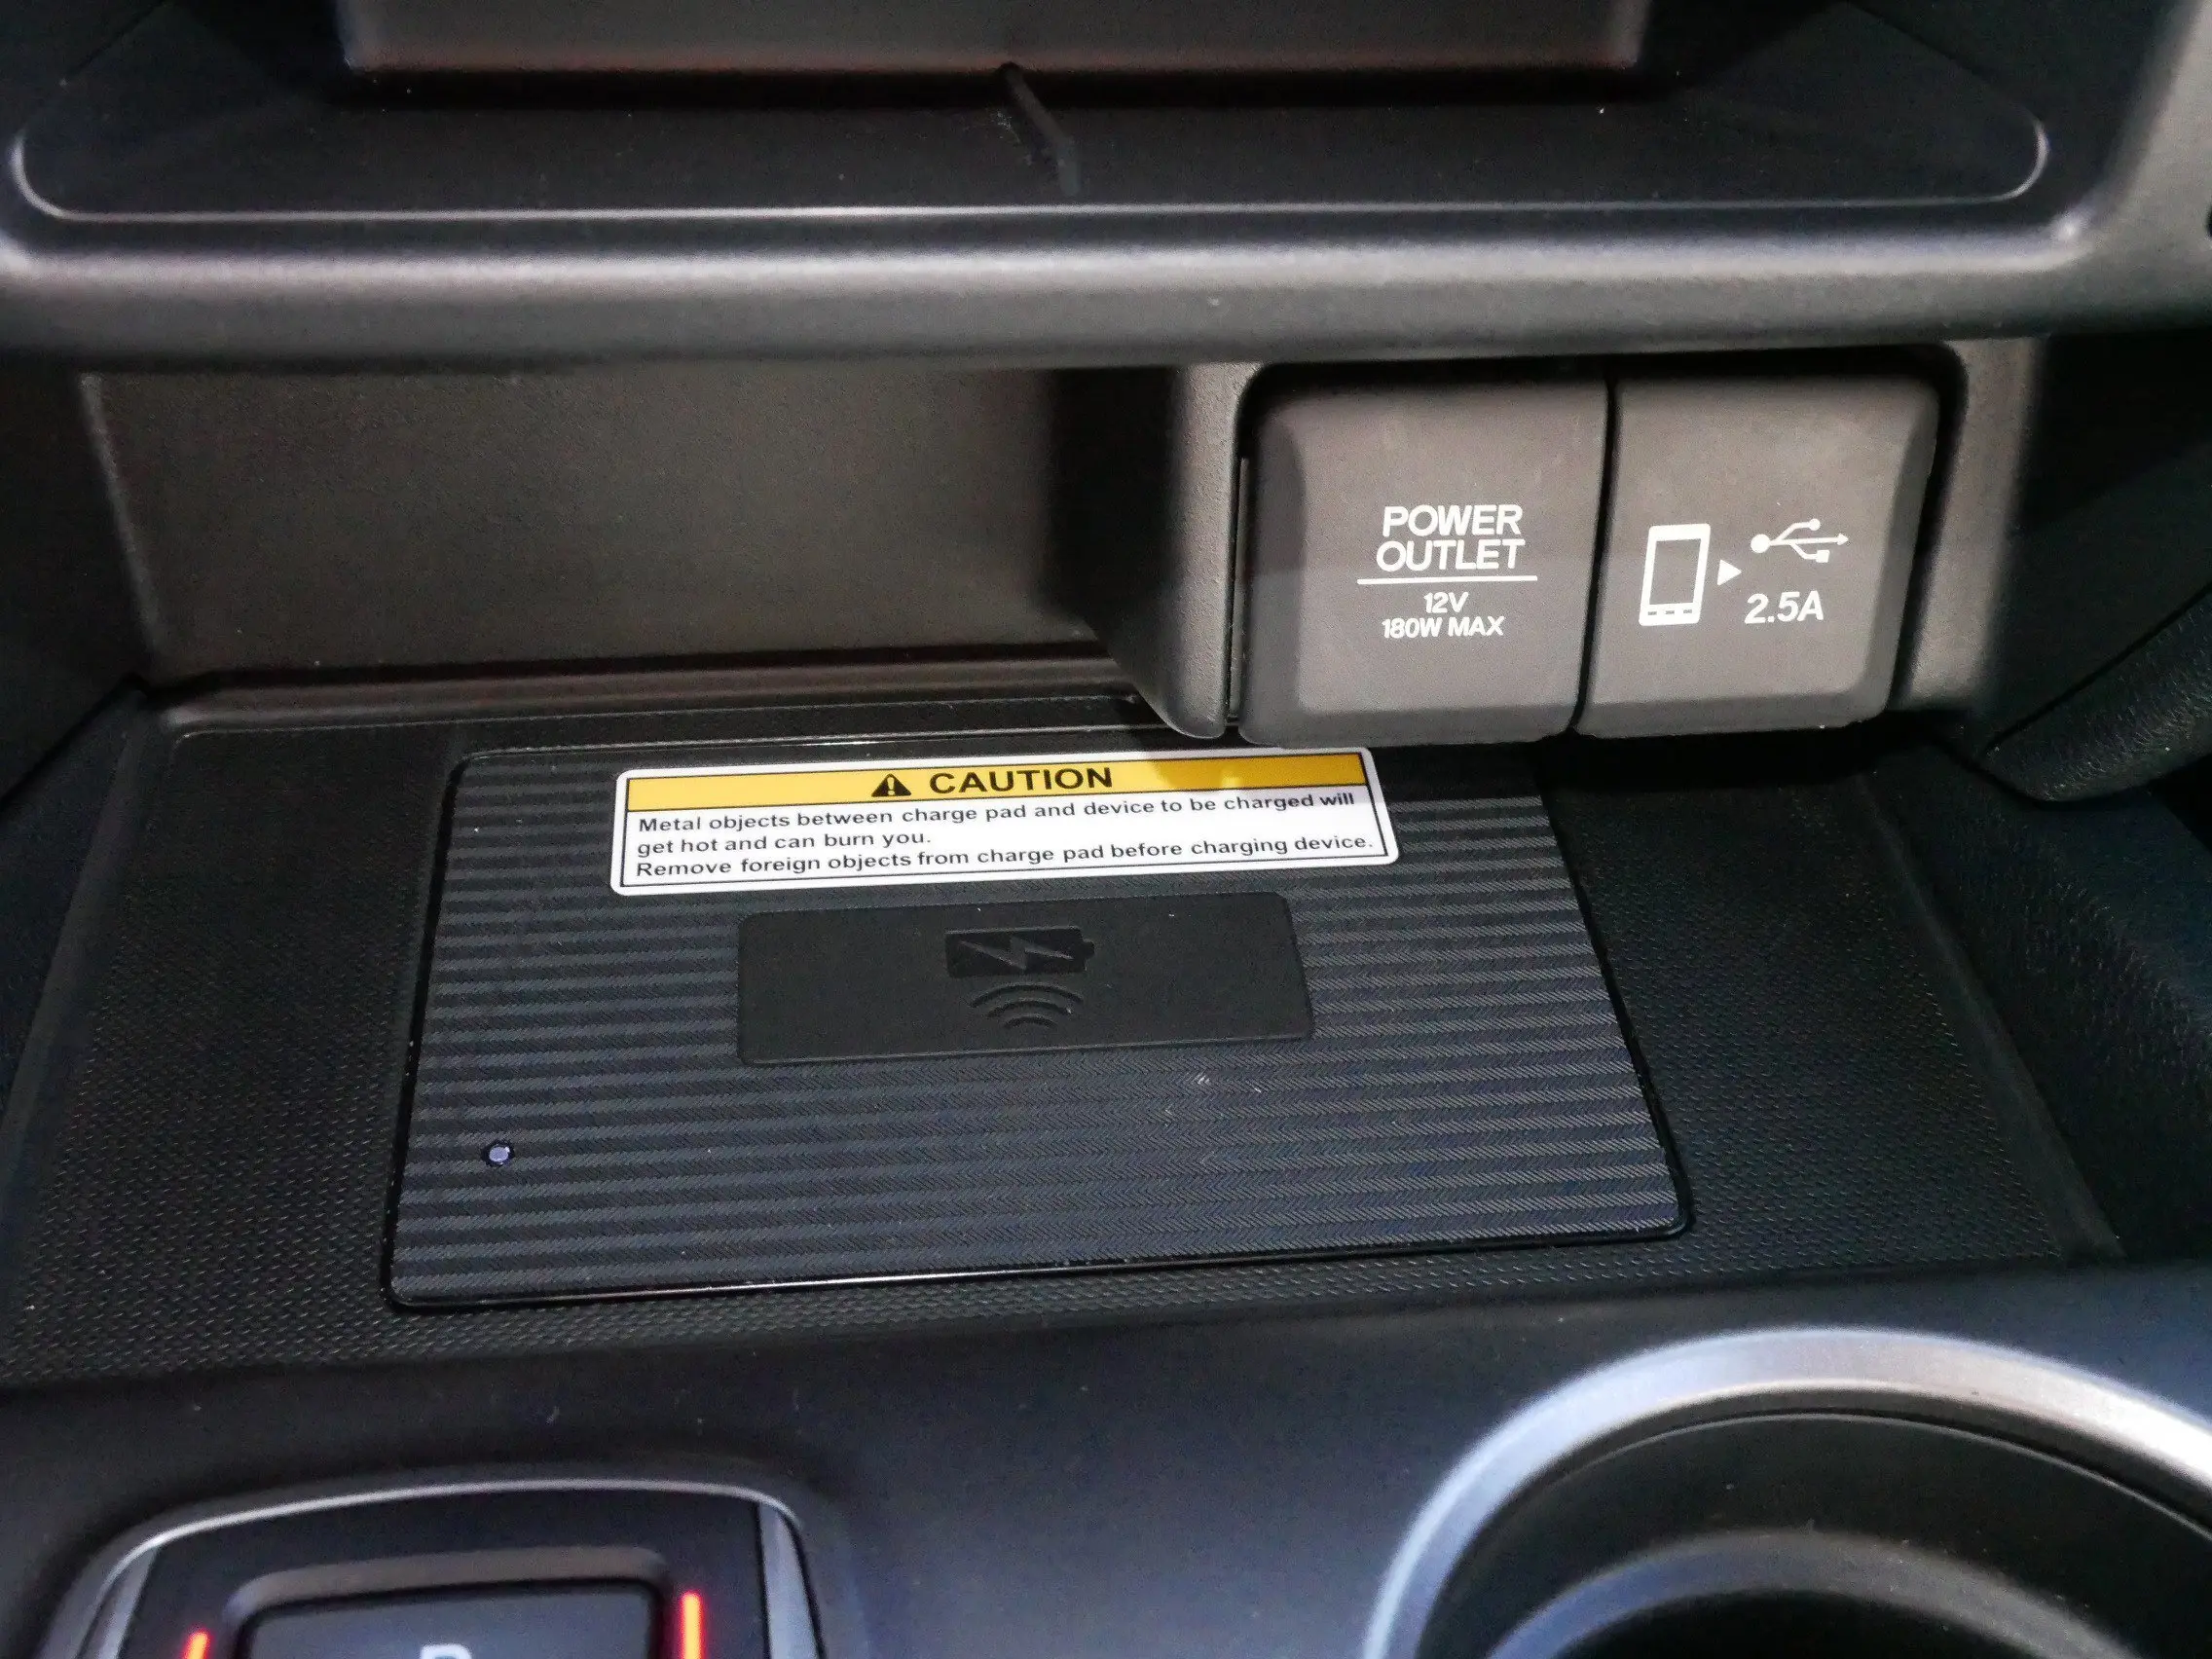 POWER
OUTLET
12V
180W MAX
2.5A
CAUTION
Metal objects between charge pad and device to be charged will
get hot and can burn you.
Remove foreign objects from charge pad before charging device.